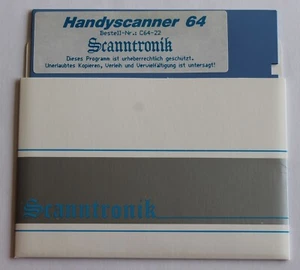 Handyscanner 64
Bestell-Nr.: C64-22
Scanntronik
Dieses Programm ist urheberrechtlich geschützt.
Unerlaubtes Kopieren, Verleih und Vervielfältigung ist untersagt!
Scanntronik